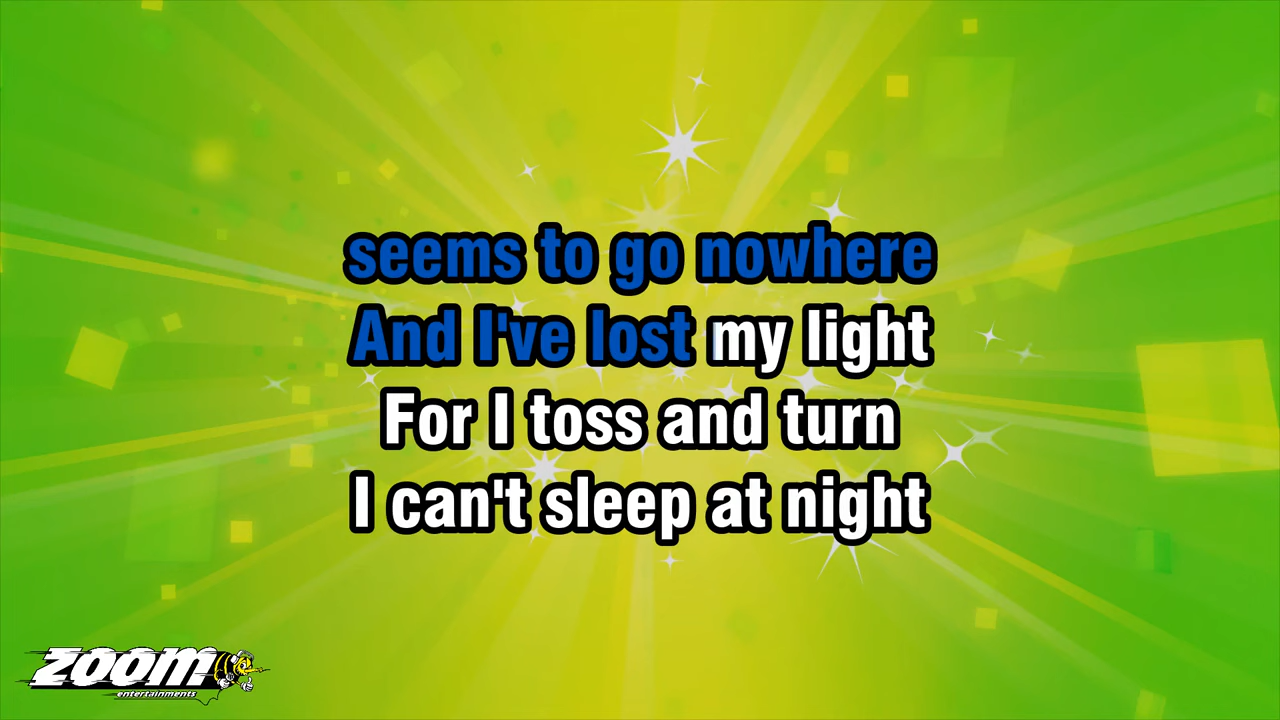 seems to go nowhere
And I've lost my light
For I toss and turn
I can't sleep at night
ZOOM
entertainments